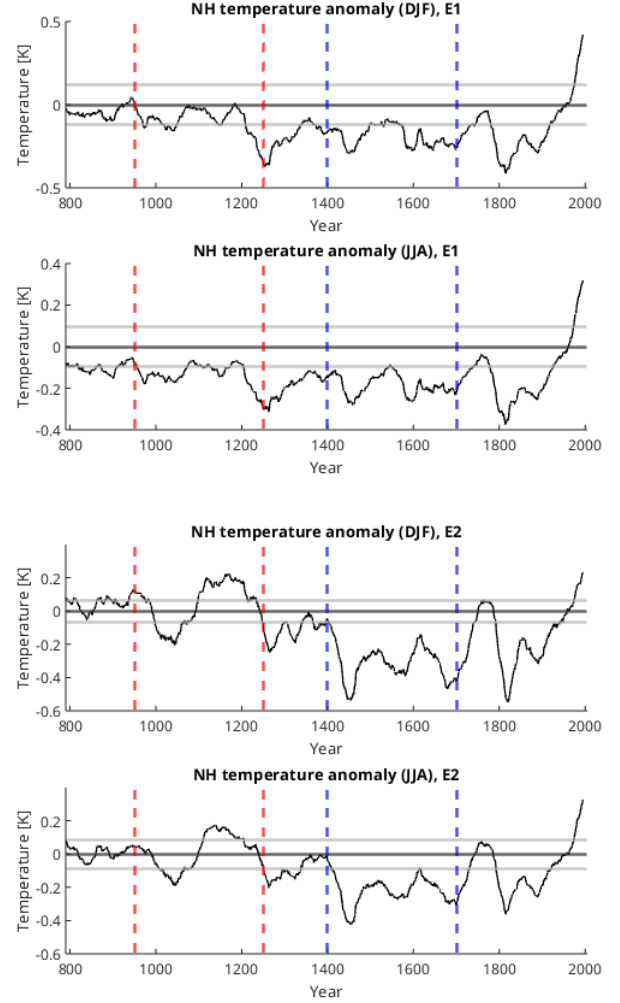 NH temperature anomaly (DJF), E1
Temperature [K]
0.5
0
-0.5
800 1000 1200 1400 1600 1800 2000
Year
NH temperature anomaly (JJA), E1
Temperature [K]
0.4
0.2
0
-0.2
-0.4
800 1000 1200 1400 1600 1800 2000
Year
NH temperature anomaly (DJF), E2
Temperature [K]
0.2
0
-0.2
-0.4
-0.6
800 1000 1200 1400 1600 1800 2000
Year
NH temperature anomaly (JJA), E2
Temperature [K]
0.2
0
-0.2
-0.4
-0.6
800 1000 1200 1400 1600 1800 2000
Year